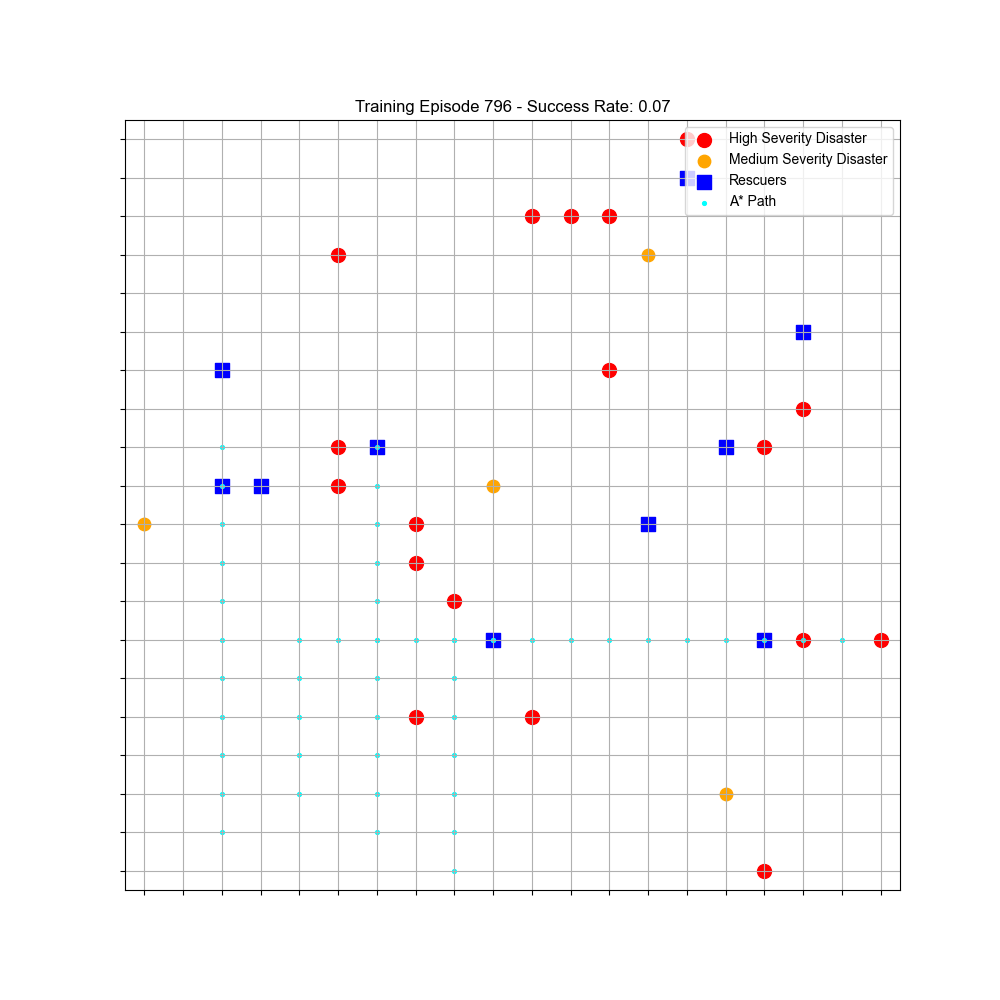 Training Episode 796 - Success Rate: 0.07
High Severity Disaster
Medium Severity Disaster
Rescuers
A* Path